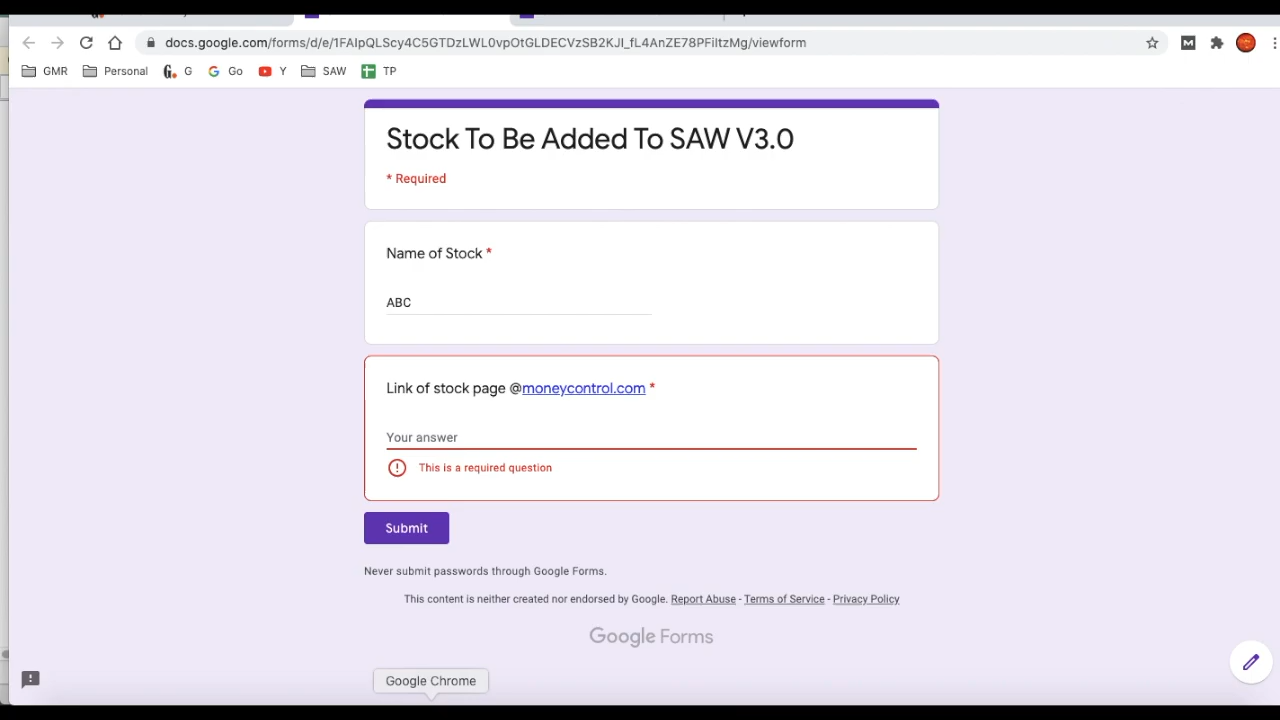 docs.google.com/forms/d/e/1FAIpQLScy4C5GTDzLWL0vpOtGLDECVzSB2KJI_fL4AnZE78PFiItzMg/viewform
M
GMR Personal G Go Y SAW TP
Stock To Be Added To SAW V3.0
* Required
Name of Stock *
ABC
Link of stock page @moneycontrol.com *
Your answer
This is a required question
Submit
Never submit passwords through Google Forms.
This content is neither created nor endorsed by Google. Report Abuse - Terms of Service - Privacy Policy
Google Forms
Google Chrome